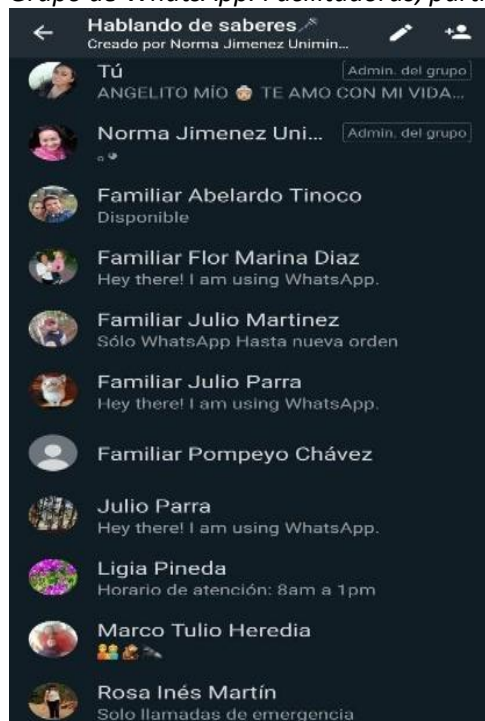 Grupo de WhatsApp. Facilitadoras, parti
Hablando de saberes
Creado por Norma Jimenez Unimin...
Tú
Admin. del grupo
ANGELITO MÍO 👼🏼 TE AMO CON MI VIDA...
Norma Jimenez Uni...
Admin. del grupo
Familiar Abelardo Tinoco
Disponible
Familiar Flor Marina Diaz
Hey there! I am using WhatsApp.
Familiar Julio Martinez
Sólo WhatsApp Hasta nueva orden
Familiar Julio Parra
Hey there! I am using WhatsApp.
Familiar Pompeyo Chávez
Julio Parra
Hey there! I am using WhatsApp.
Ligia Pineda
Horario de atención: 8am a 1pm
Marco Tulio Heredia
Rosa Inés Martín
Solo llamadas de emergencia